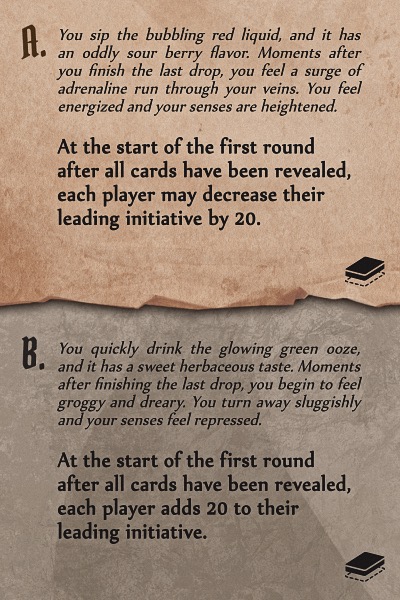 A. You sip the bubbling red liquid, and it has
an oddly sour berry flavor. Moments after
you finish the last drop, you feel a surge of
adrenaline run through your veins. You feel
energized and your senses are heightened.
At the start of the first round
after all cards have been revealed,
each player may decrease their
leading initiative by 20.
B. You quickly drink the glowing green ooze,
and it has a sweet herbaceous taste. Moments
after finishing the last drop, you begin to feel
groggy and dreary. You turn away sluggishly
and your senses feel repressed.
At the start of the first round
after all cards have been revealed,
each player adds 20 to their
leading initiative.